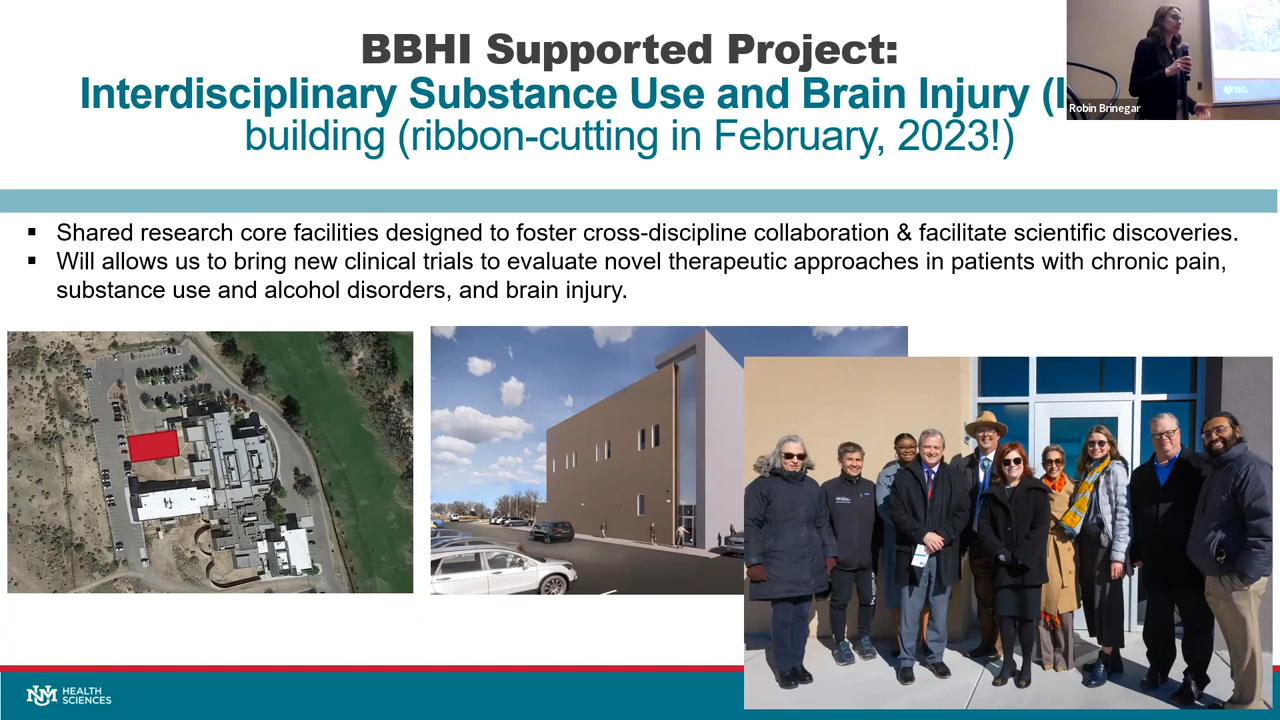 BBHI Supported Project:
Interdisciplinary Substance Use and Brain Injury (
building (ribbon-cutting in February, 2023!)
Robin Brinegar
▪ Shared research core facilities designed to foster cross-discipline collaboration & facilitate scientific discoveries.
▪ Will allows us to bring new clinical trials to evaluate novel therapeutic approaches in patients with chronic pain,
substance use and alcohol disorders, and brain injury.
UNM HEALTH
SCIENCES